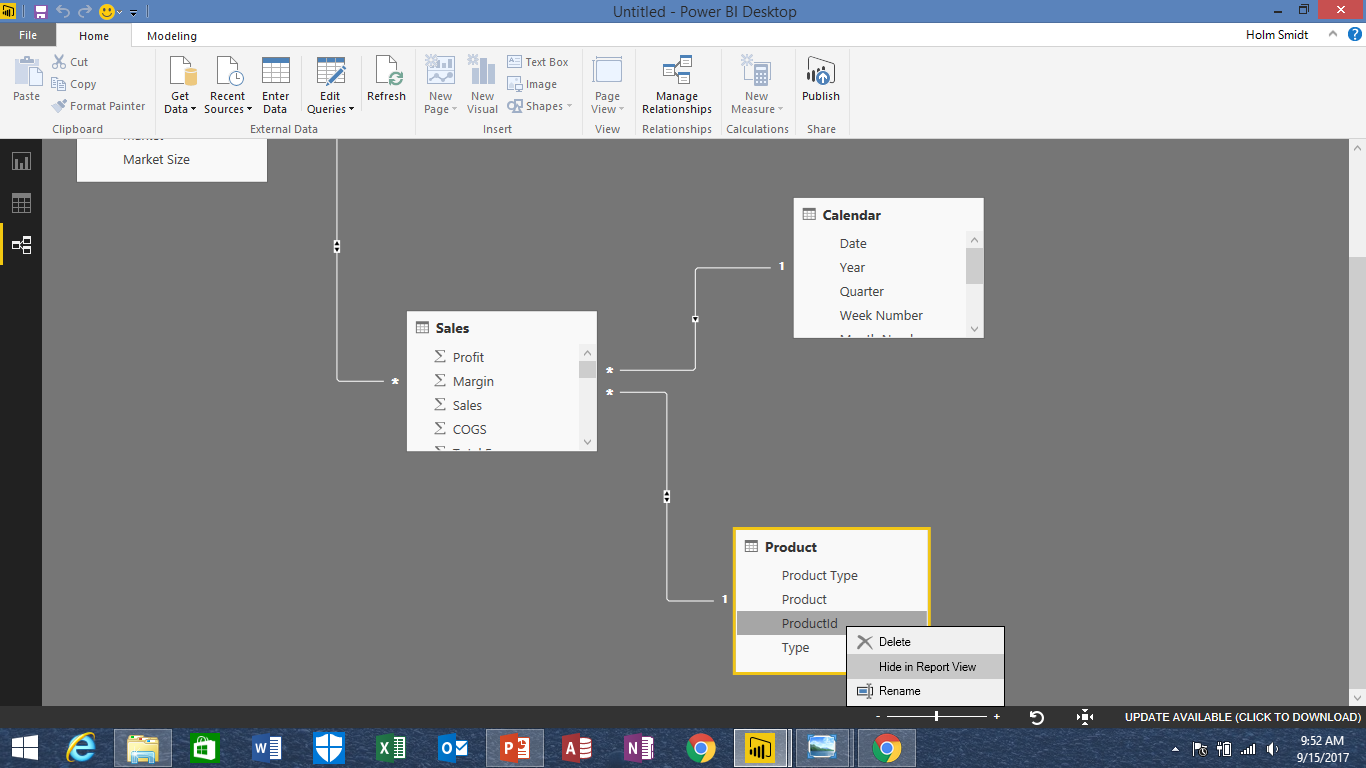 Untitled - Power BI Desktop
File
Home
Modeling
Holm Smidt
Paste
Cut
Copy
Format Painter
Clipboard
Get Data
Recent Sources
Enter Data
External Data
Edit Queries
Refresh
New Page
New Visual
Text Box
Image
Shapes
Insert
Page View
View
Manage Relationships
Relationships
New Measure
Calculations
Publish
Share
Market Size
Calendar
Date
Year
Quarter
Week Number
1
Sales
Σ Profit
Σ Margin
Σ Sales
Σ COGS
*
*
*
Product
Product Type
Product
ProductId
Type
1
Delete
Hide in Report View
Rename
- +
UPDATE AVAILABLE (CLICK TO DOWNLOAD)
9:52 AM
9/15/2017